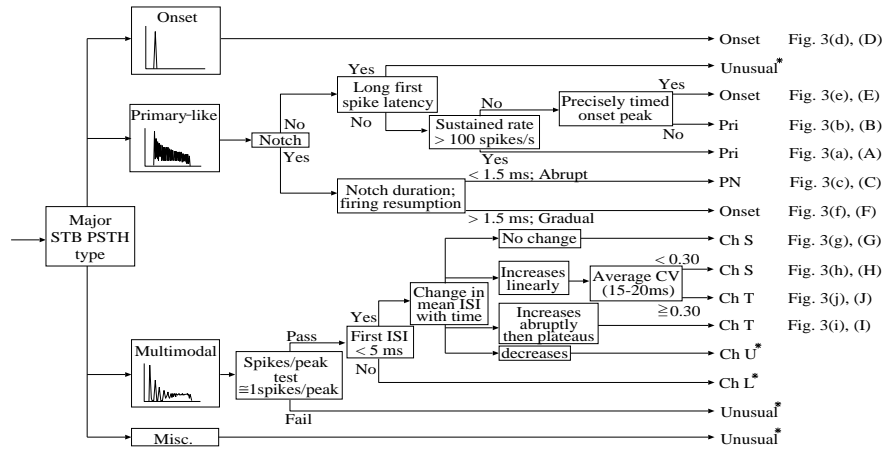 Onset
Onset Fig. 3(d), (D)
Yes
Unusual*
Long first
spike latency
No
Yes
Onset Fig. 3(e), (E)
Primary-like
No
Precisely timed
onset peak
No
Notch
Yes
No
Sustained rate
> 100 spikes/s
Yes
Pri Fig. 3(b), (B)
Pri Fig. 3(a), (A)
Notch duration;
firing resumption
< 1.5 ms; Abrupt
PN Fig. 3(c), (C)
> 1.5 ms; Gradual
Onset Fig. 3(f), (F)
Major
STB PSTH
type
No change
Ch S Fig. 3(g), (G)
Change in
mean ISI
with time
Increases
linearly
Average CV
(15-20ms)
< 0.30
Ch S Fig. 3(h), (H)
Ch T Fig. 3(j), (J)
≧0.30
Increases
abruptly
then plateaus
Ch T Fig. 3(i), (I)
decreases
Ch U*
Multimodal
Pass
Spikes/peak
test
≅1spikes/peak
Fail
Yes
First ISI
< 5 ms
No
Ch L*
Unusual*
Misc.
Unusual*